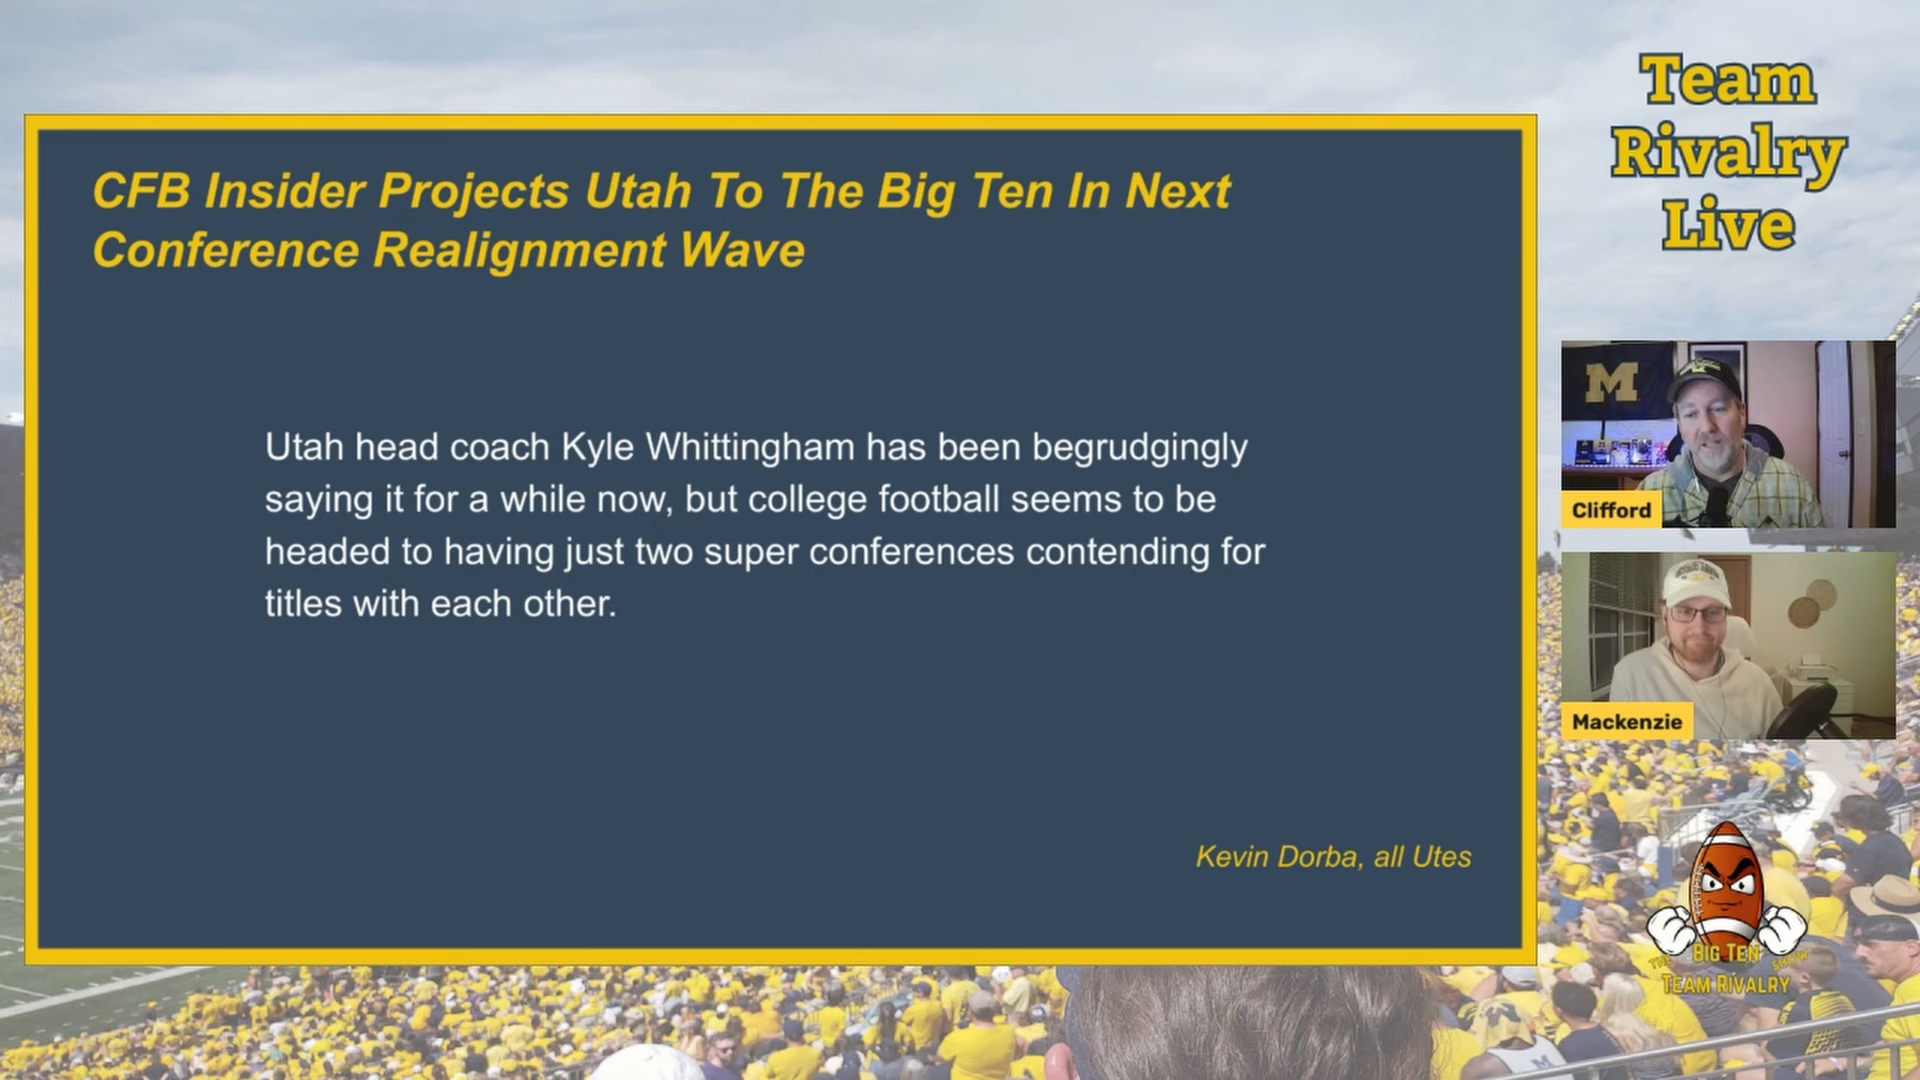 Team
Rivalry
Live
CFB Insider Projects Utah To The Big Ten In Next
Conference Realignment Wave
Utah head coach Kyle Whittingham has been begrudgingly
saying it for a while now, but college football seems to be
headed to having just two super conferences contending for
titles with each other.
Kevin Dorba, all Utes
M
Clifford
Mackenzie
THE BIG TEN SHOW
TEAM RIVALRY